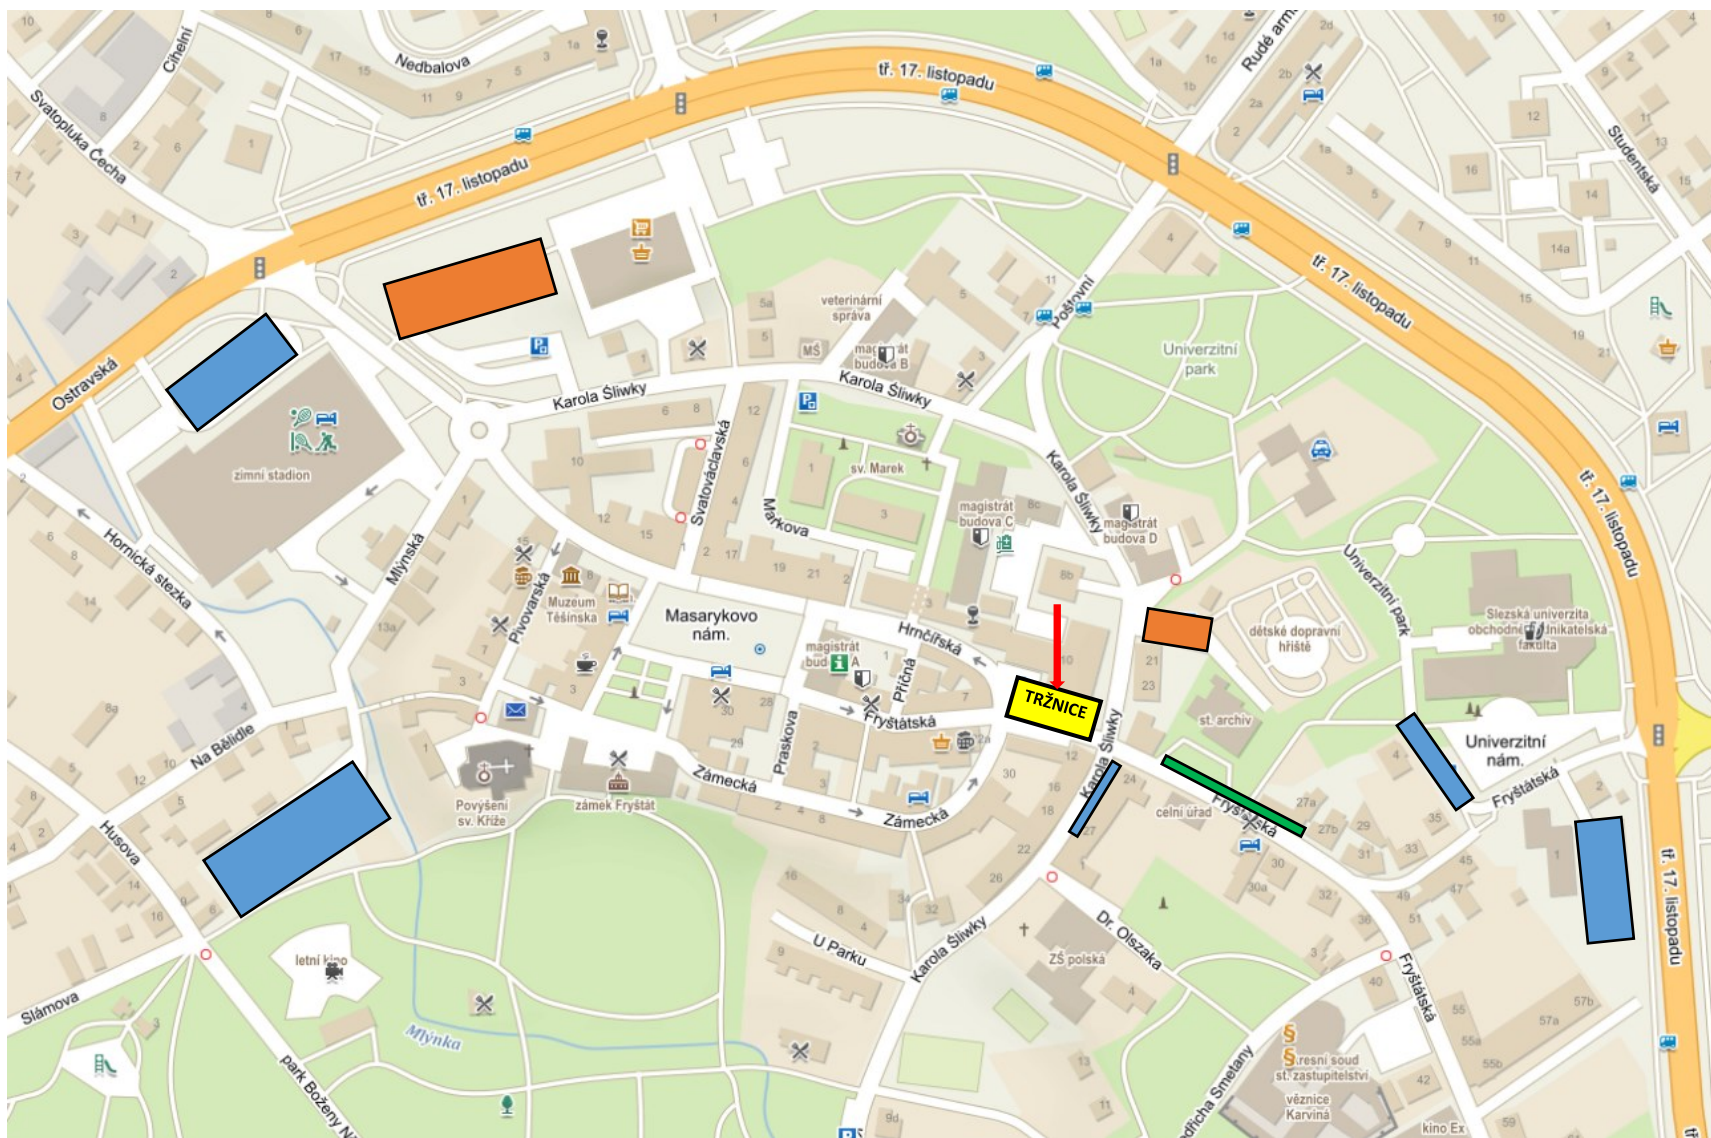 Cihelní
Nedbalova
Svatopluka Čecha
tř. 17. listopadu
tř. 17. listopadu
Rudé arm
Studentská
tř. 17. listopadu
Ostravská
veterinární
správa
MŠ
magistrát
budova B
Poštovní
Univerzitní
park
Karola Śliwky
Karola Śliwky
zimní stadion
Svatováclavská
sv. Marek
Markova
magistrát
budova C
Karola Śliwky
magistrát
budova D
tř. 17. listopadu
Hornická stezka
Mlýnská
Pivovarská
Muzeum
Těšínska
Masarykovo
nám.
magistrát
budova A
Hrnčířská
Příčná
dětské dopravní
hřiště
Univerzitní park
Slezská univerzita
obchodně podnikatelská
fakulta
TRŽNICE
Fryštátská
st. archiv
Univerzitní
nám.
Na Bělidle
Praskova
Zámecká
Karola Śliwky
Povýšení
sv. Kříže
zámek Fryštát
Zámecká
celní úřad
Fryštátská
Fryštátská
Husova
tř. 17. listopadu
letní kino
U Parku
Karola Śliwky
Dr. Olszaka
ZŠ polská
Fryštátská
Slámova
Mlýnka
park Boženy N
edřicha Smetany
kresní soud
st. zastupitelství
věznice
Karviná
kino Ex
tř